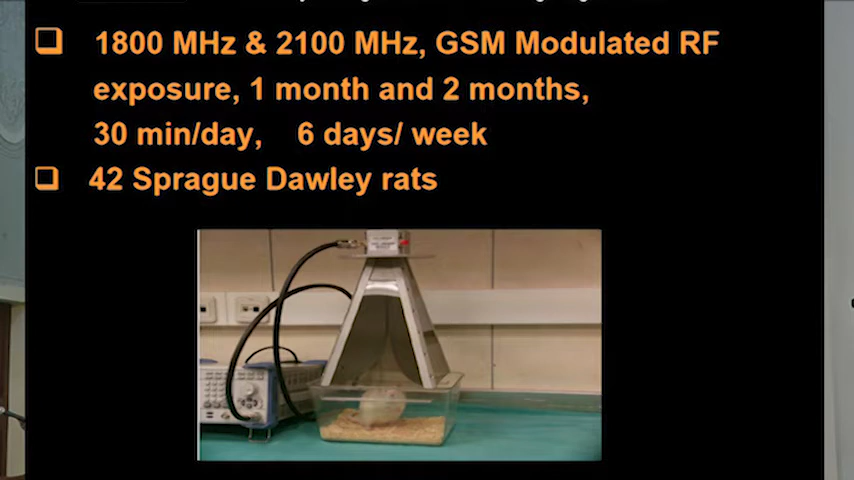 1800 MHz & 2100 MHz, GSM Modulated RF
exposure, 1 month and 2 months,
30 min/day, 6 days/ week
42 Sprague Dawley rats